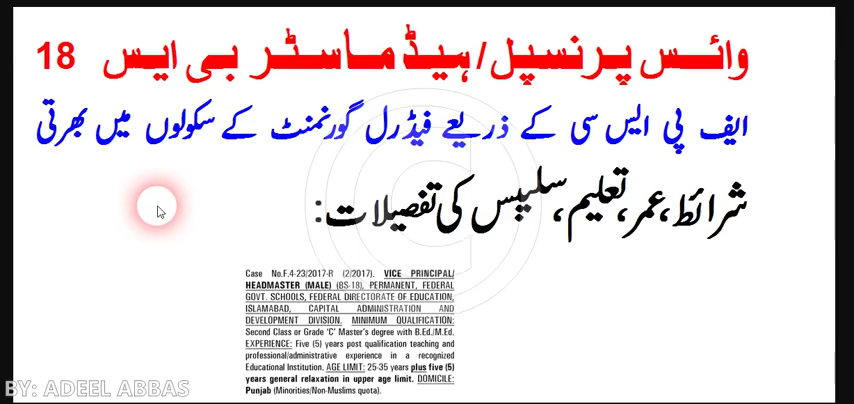 وائس پرنسپل/ہیڈ ماسٹر بی ایس 18
ایف پی ایس سی کے ذریعے فیڈرل گورنمنٹ کے سکولوں میں بھرتی
شرائط،عمر،تعلیم،سلیبس کی تفصیلات:
Case No.F.4-23/2017-R (2/2017). VICE PRINCIPAL/
HEADMASTER (MALE) (BS-18), PERMANENT, FEDERAL
GOVT. SCHOOLS, FEDERAL DIRECTORATE OF EDUCATION,
ISLAMABAD, CAPITAL ADMINISTRATION AND
DEVELOPMENT DIVISION. MINIMUM QUALIFICATION:
Second Class or Grade 'C' Master's degree with B.Ed./M.Ed.
EXPERIENCE: Five (5) years post qualification teaching and
professional/administrative experience in a recognized
Educational Institution. AGE LIMIT: 25-35 years plus five (5)
years general relaxation in upper age limit. DOMICILE:
Punjab (Minorities/Non-Muslims quota).
BY: ADEEL ABBAS